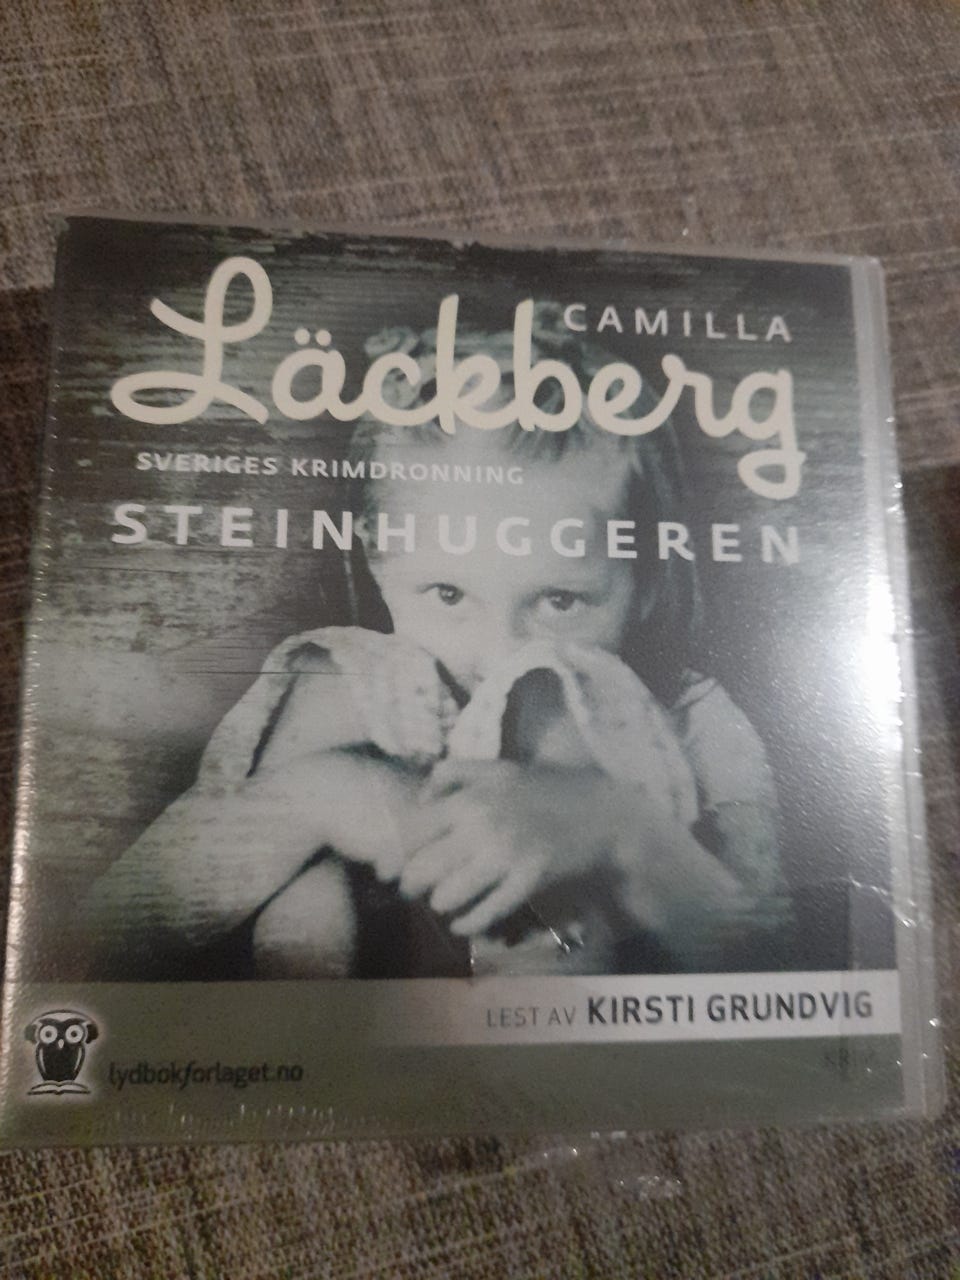 CAMILLA
Läckberg
SVERIGES KRIMDRONNING
STEINHUGGEREN
LEST AV KIRSTI GRUNDVIG
lydbokforlaget.no